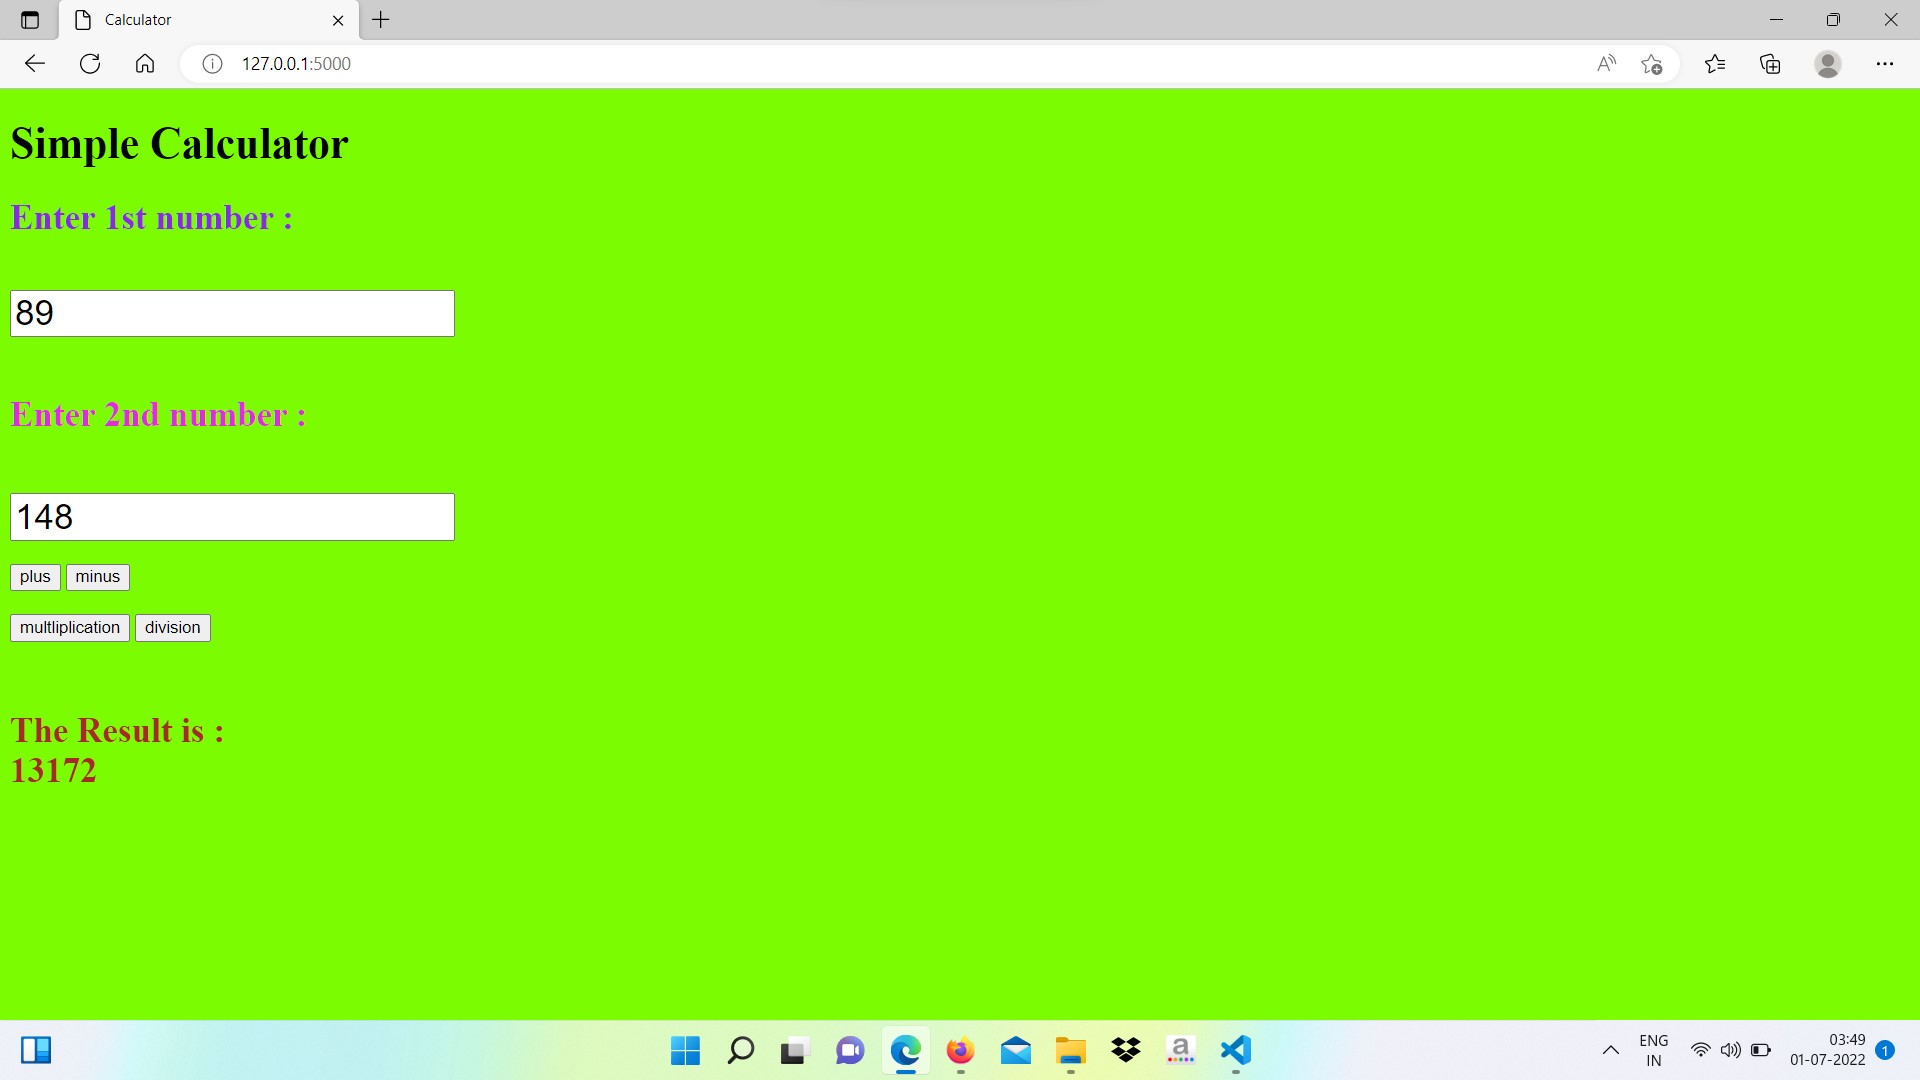 Calculator
127.0.0.1:5000
Simple Calculator
Enter 1st number :
89
Enter 2nd number :
148
plus minus
multliplication division
The Result is :
13172
a
ENG
IN
03:49
01-07-2022
1